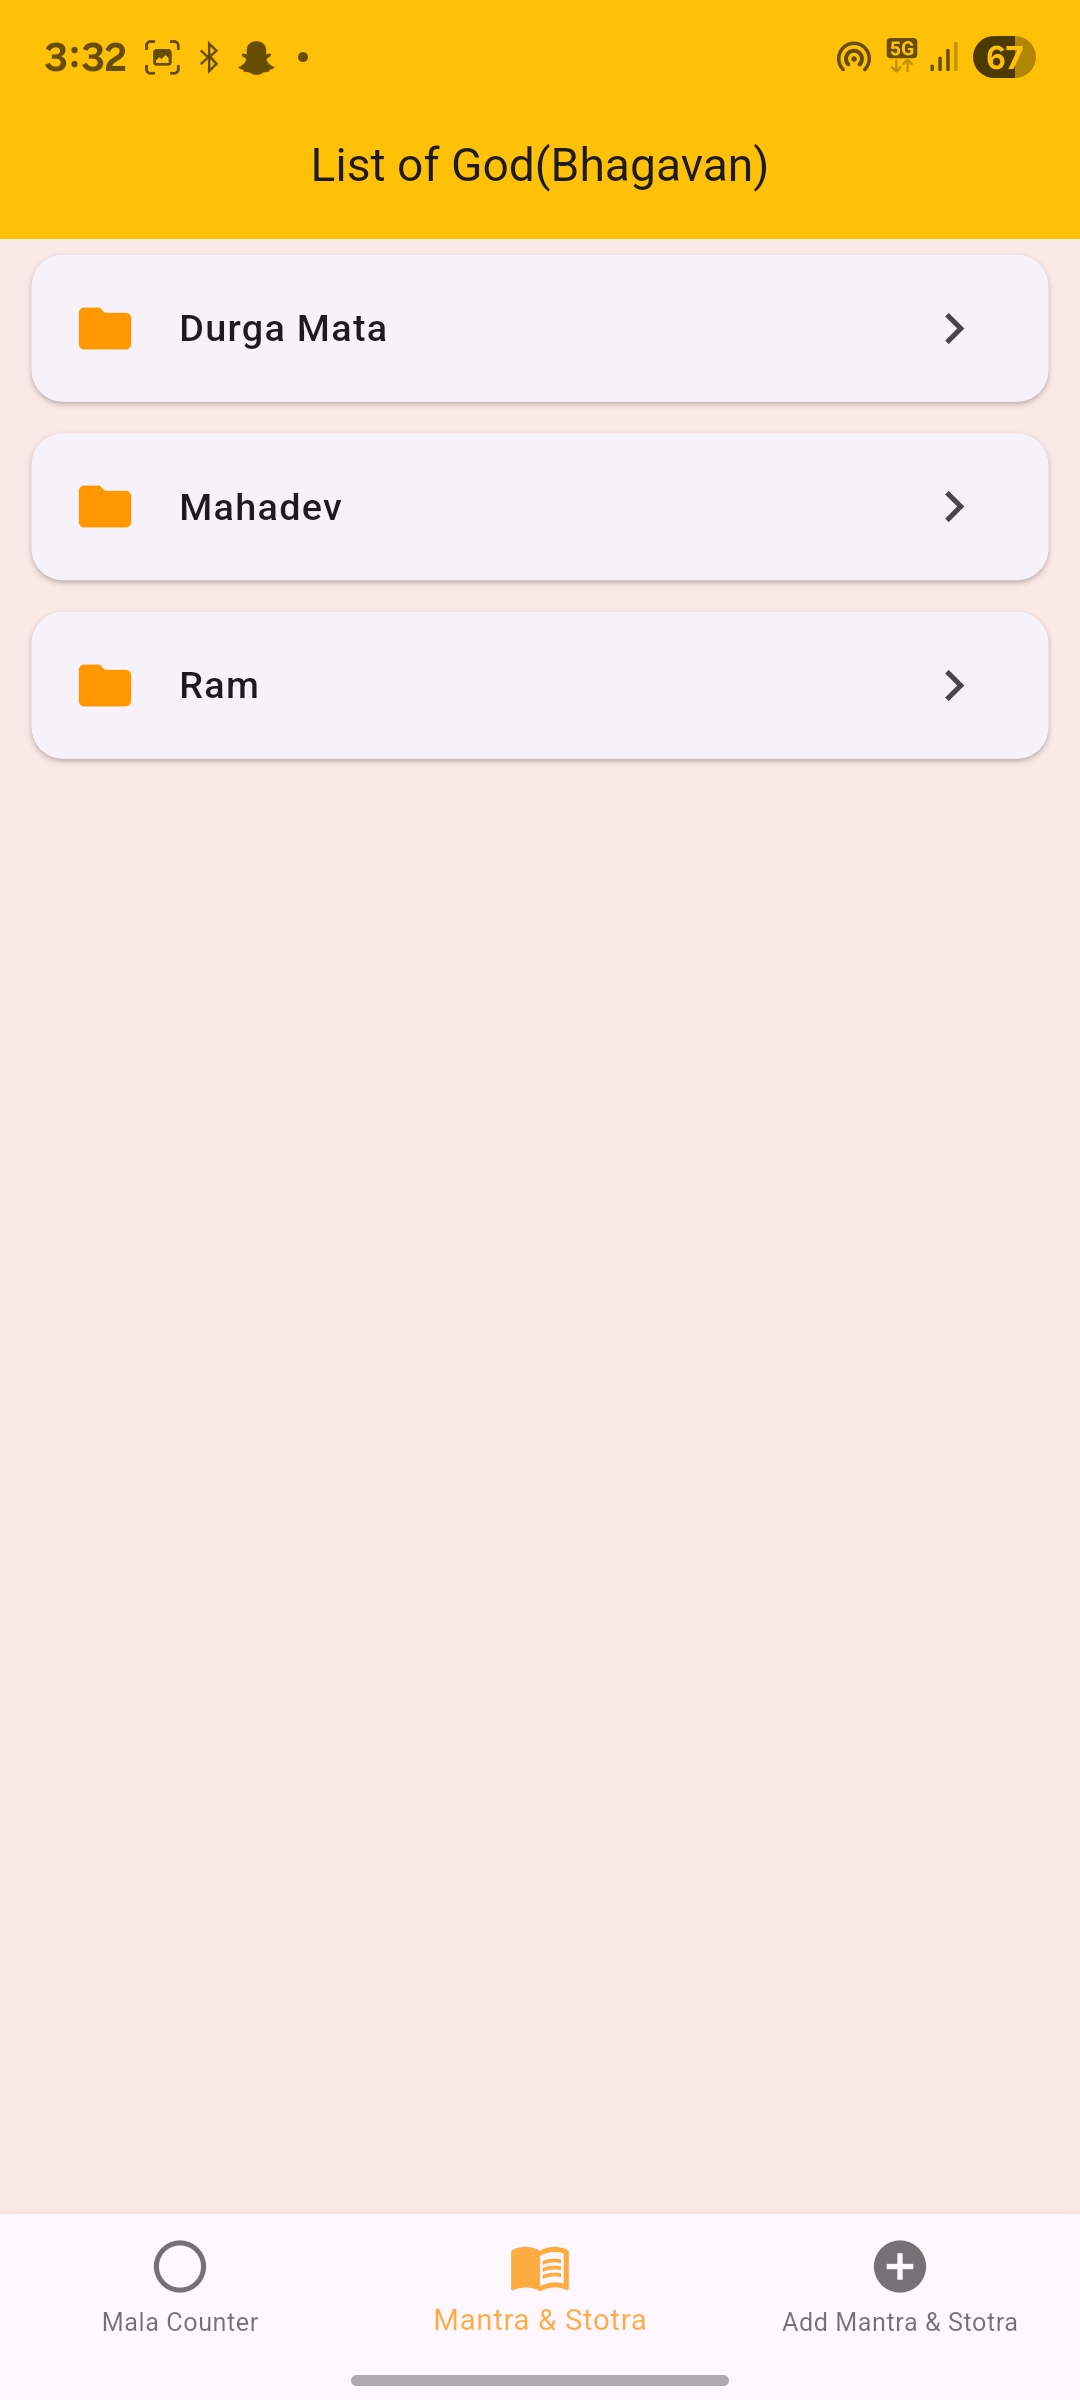 3:32
5G
67
List of God(Bhagavan)
Durga Mata
Mahadev
Ram
Mala Counter
Mantra & Stotra
Add Mantra & Stotra